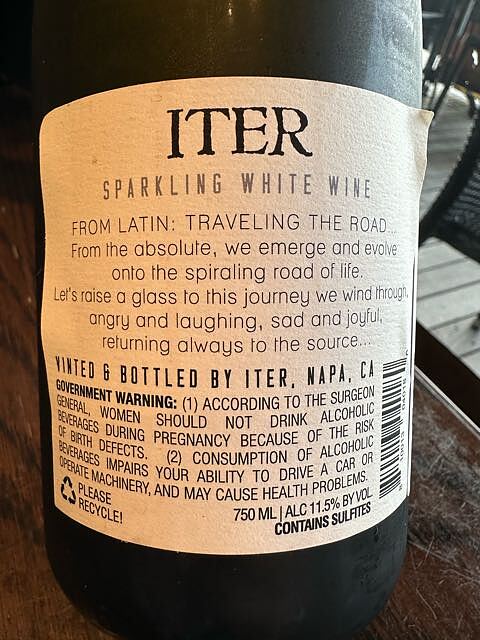 ITER
SPARKLING WHITE WINE
FROM LATIN: TRAVELING THE ROAD...
From the absolute, we emerge and evolve
onto the spiraling road of life.
Let's raise a glass to this journey we wind through,
angry and laughing, sad and joyful,
returning always to the source...
VINTED & BOTTLED BY ITER, NAPA, CA
GOVERNMENT WARNING: (1) ACCORDING TO THE SURGEON
GENERAL, WOMEN SHOULD NOT DRINK ALCOHOLIC
BEVERAGES DURING PREGNANCY BECAUSE OF THE RISK
OF BIRTH DEFECTS. (2) CONSUMPTION OF ALCOHOLIC
BEVERAGES IMPAIRS YOUR ABILITY TO DRIVE A CAR OR
OPERATE MACHINERY, AND MAY CAUSE HEALTH PROBLEMS.
PLEASE
RECYCLE!
750 ML | ALC 11.5% BY VOL
CONTAINS SULFITES